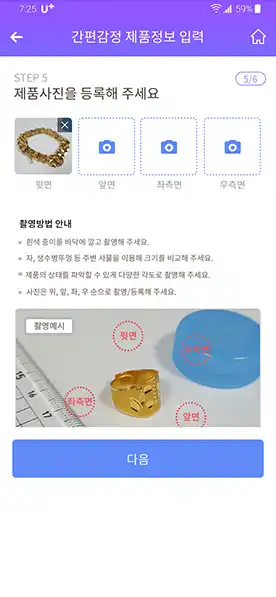 7:25 U+ 59%
간편감정 제품정보 입력
STEP 5
5/6
제품사진을 등록해 주세요
윗면 앞면 좌측면 우측면
촬영방법 안내
흰색 종이를 바닥에 깔고 촬영해 주세요.
자, 생수병뚜껑 등 주변 사물을 이용해 크기를 비교해 주세요.
제품의 상태를 파악할 수 있게 다양한 각도로 촬영해 주세요.
사진은 위, 앞, 좌, 우 순으로 촬영/등록해 주세요.
촬영예시
윗면
좌측면
앞면
다음